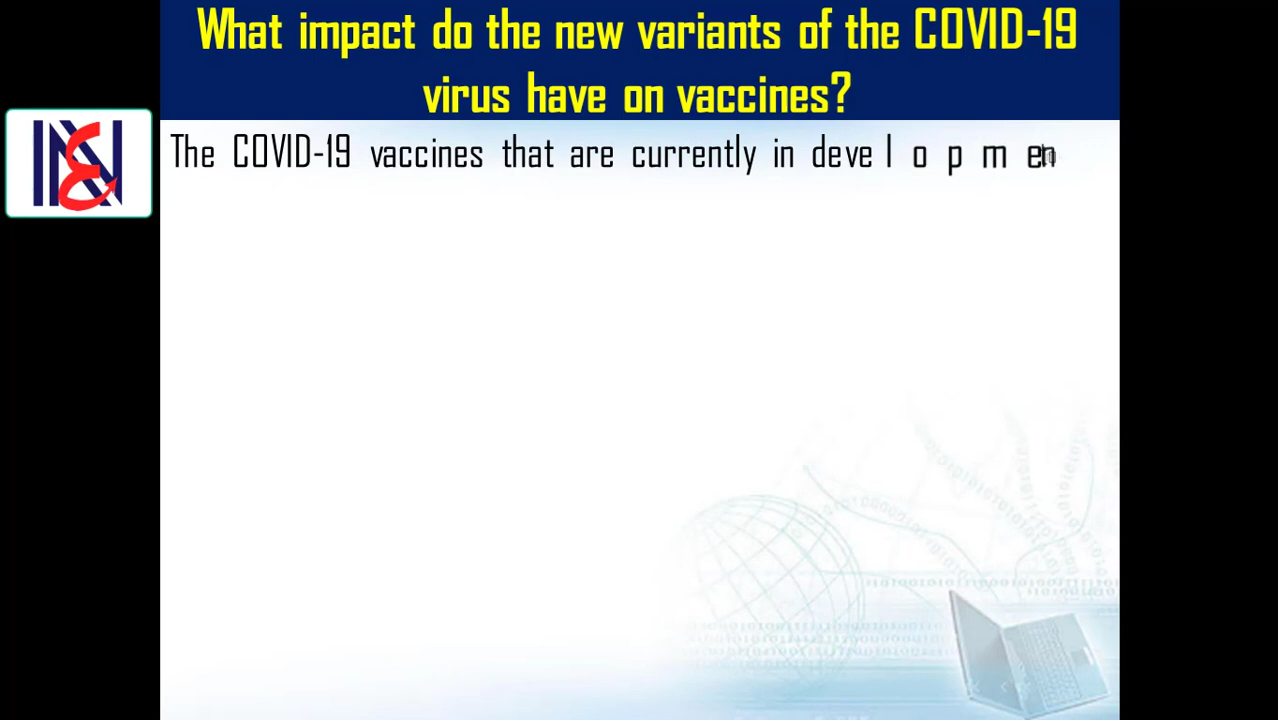 What impact do the new variants of the COVID-19
virus have on vaccines?
The COVID-19 vaccines that are currently in developmen